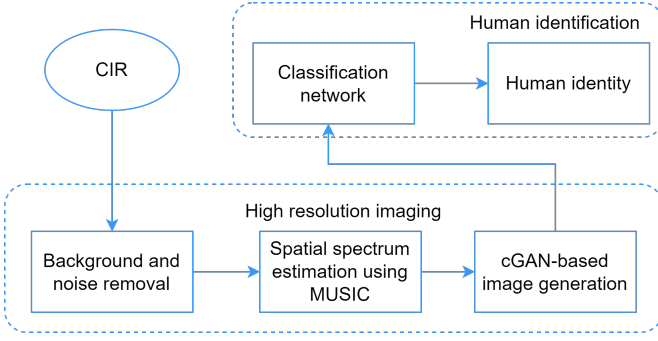 Human identification
CIR
Classification
network
Human identity
High resolution imaging
Background and
noise removal
Spatial spectrum
estimation using
MUSIC
cGAN-based
image generation